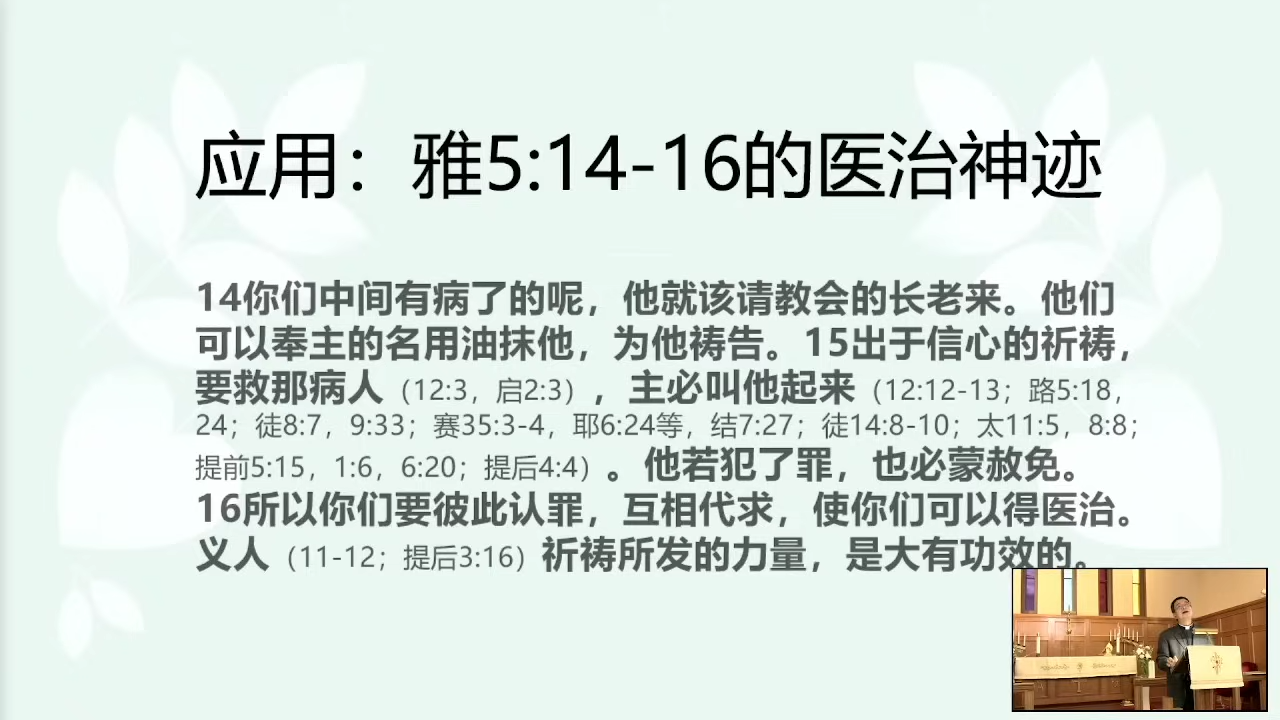 应用：雅5:14-16的医治神迹
14你们中间有病了的呢，他就该请教会的长老来。他们
可以奉主的名用油抹他，为他祷告。15出于信心的祈祷，
要救那病人（12:3，启2:3），主必叫他起来（12:12-13；路5:18，
24；徒8:7，9:33；赛35:3-4，耶6:24等，结7:27；徒14:8-10；太11:5，8:8；
提前5:15，1:6，6:20；提后4:4）。他若犯了罪，也必蒙赦免。
16所以你们要彼此认罪，互相代求，使你们可以得医治。
义人（11-12；提后3:16）祈祷所发的力量，是大有功效的。